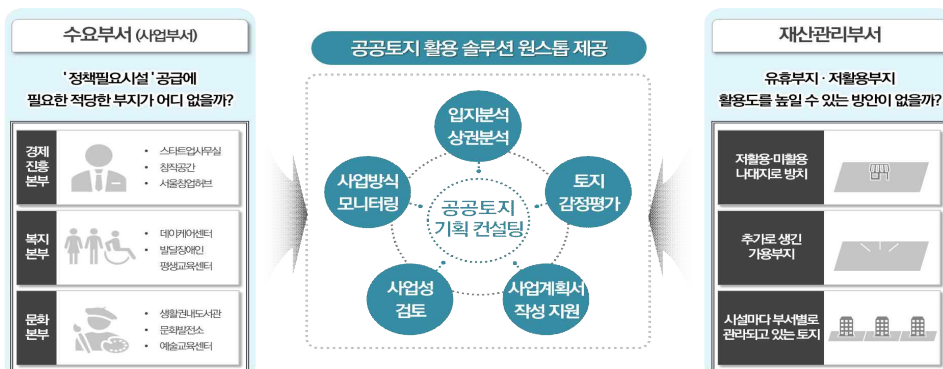 수요부서 (사업부서)
'정책필요시설'공급에
필요한 적당한 부지가 어디 없을까?
경제
진흥
본부
• 스타트업사무실
• 창작공간
• 서울창업허브
복지
본부
• 데이케어센터
• 발달장애인
평생교육센터
문화
본부
• 생활권내도서관
• 문화발전소
• 예술교육센터
공공토지 활용 솔루션 원스톱 제공
입지분석
상권분석
토지
감정평가
사업계획서
작성 지원
사업성
검토
사업방식
모니터링
공공토지
기획 컨설팅
재산관리부서
유휴부지 · 저활용부지
활용도를 높일 수 있는 방안이 없을까?
저활용·미활용
나대지로 방치
추가로 생긴
가용부지
시설마다 부서별로
관리되고 있는 토지